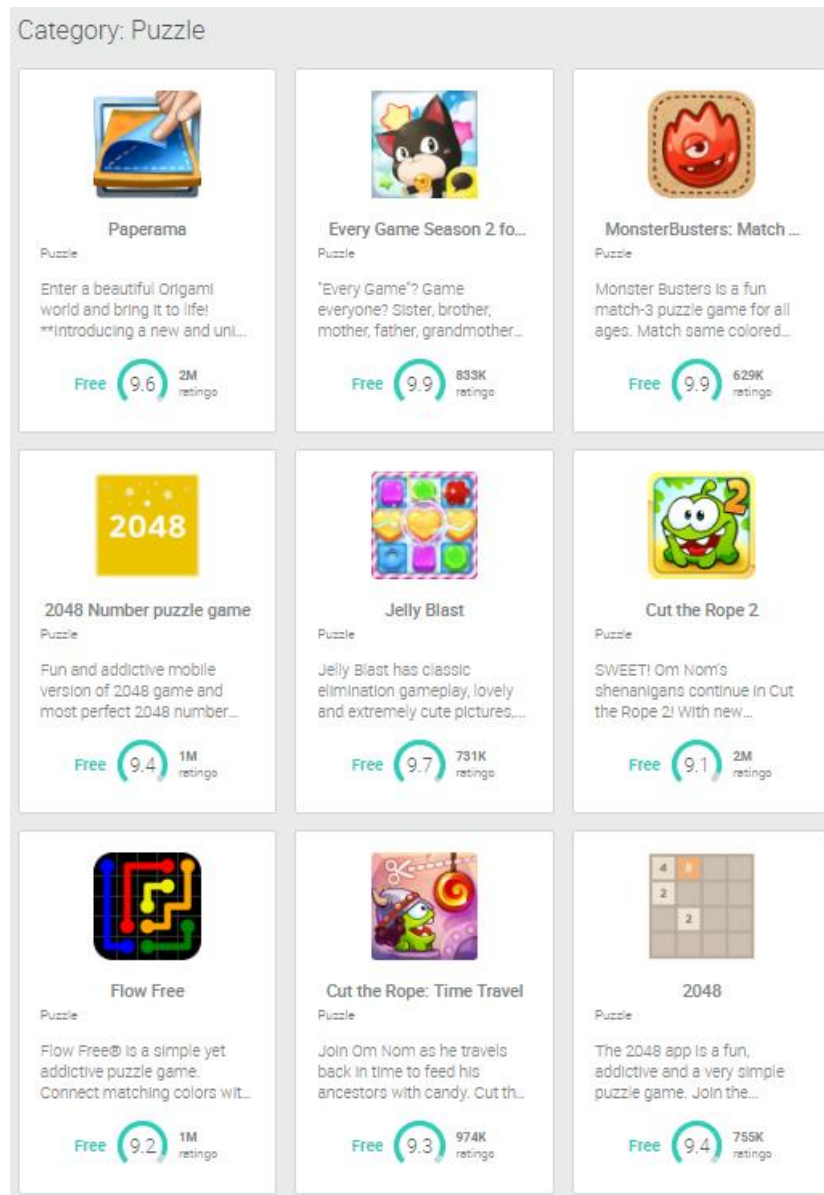 Category: Puzzle
Paperama
Puzzle
Enter a beautiful Origami
world and bring it to life!
**Introducing a new and uni...
Free 9.6 2M
ratings
Every Game Season 2 fo...
Puzzle
"Every Game"? Game
everyone? Sister, brother,
mother, father, grandmother...
Free 9.9 833K
ratings
MonsterBusters: Match ...
Puzzle
Monster Busters is a fun
match-3 puzzle game for all
ages. Match same colored...
Free 9.9 629K
ratings
2048
2048 Number puzzle game
Puzzle
Fun and addictive mobile
version of 2048 game and
most perfect 2048 number...
Free 9.4 1M
ratings
Jelly Blast
Puzzle
Jelly Blast has classic
elimination gameplay, lovely
and extremely cute pictures,...
Free 9.7 731K
ratings
2
Cut the Rope 2
Puzzle
SWEET! Om Nom's
shenanigans continue in Cut
the Rope 2! With new...
Free 9.1 2M
ratings
Flow Free
Puzzle
Flow Free® is a simple yet
addictive puzzle game.
Connect matching colors wit...
Free 9.2 1M
ratings
Cut the Rope: Time Travel
Puzzle
Join Om Nom as he travels
back in time to feed his
ancestors with candy. Cut th...
Free 9.3 974K
ratings
4 8
2
2
2048
Puzzle
The 2048 app is a fun,
addictive and a very simple
puzzle game. Join the...
Free 9.4 755K
ratings